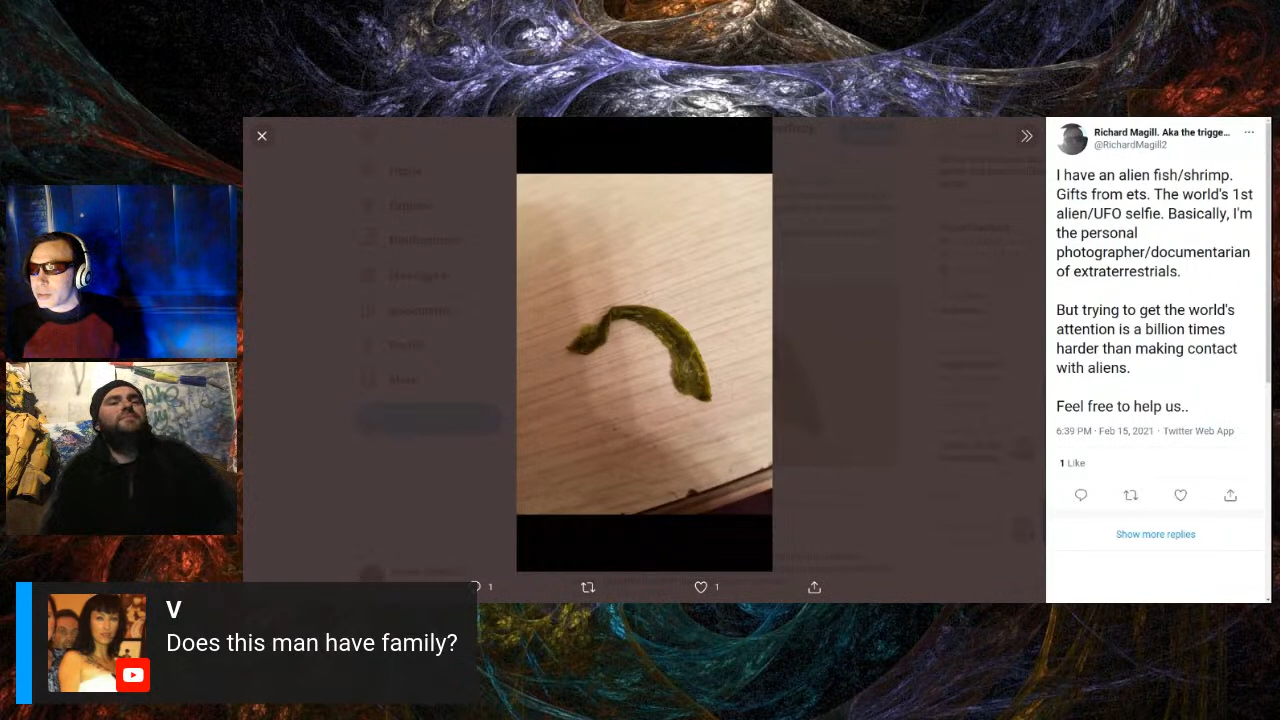 Richard Magill. Aka the trigge...
@RichardMagill2
I have an alien fish/shrimp.
Gifts from ets. The world's 1st
alien/UFO selfie. Basically, I'm
the personal
photographer/documentarian
of extraterrestrials.
But trying to get the world's
attention is a billion times
harder than making contact
with aliens.
Feel free to help us..
6:39 PM · Feb 15, 2021 · Twitter Web App
1 Like
Show more replies
1
1
V
Does this man have family?